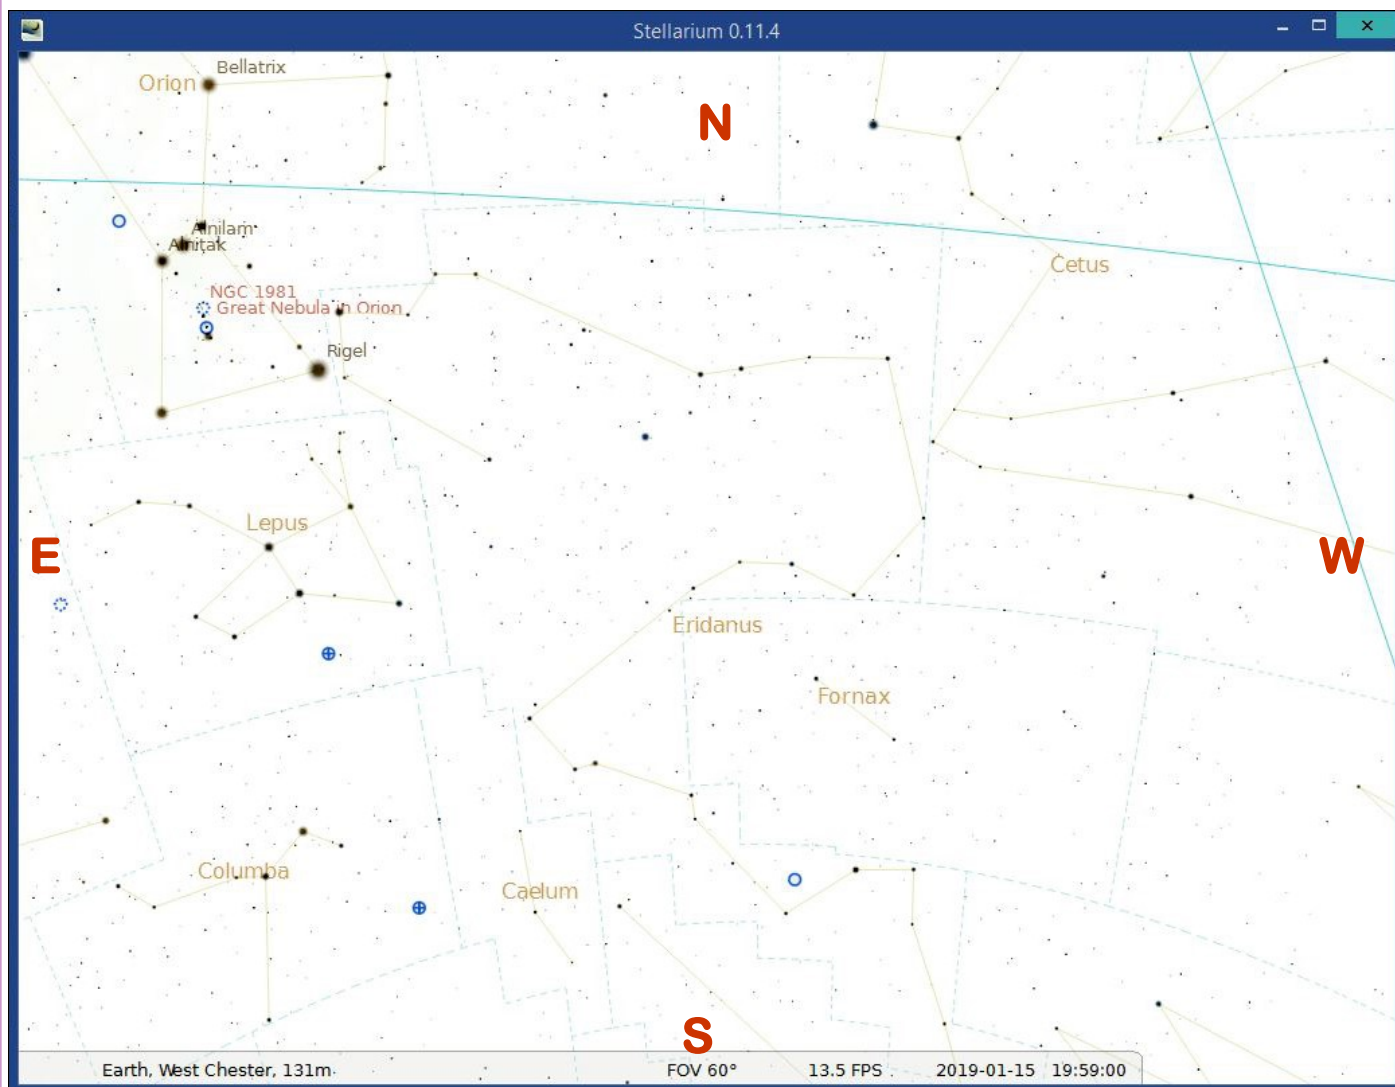 Stellarium 0.11.4
Bellatrix
Orion
N
Alnilam
Alnitak
Cetus
NGC 1981
Great Nebula in Orion
Rigel
Lepus
E
W
Eridanus
Fornax
Columba
Caelum
S
Earth, West Chester, 131m
FOV 60°
13.5 FPS
2019-01-15 19:59:00